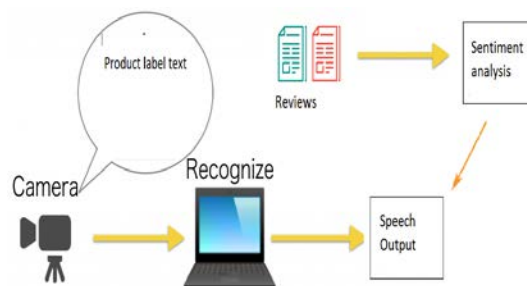 Product label text
Reviews
Sentiment
analysis
Camera
Recognize
Speech
Output